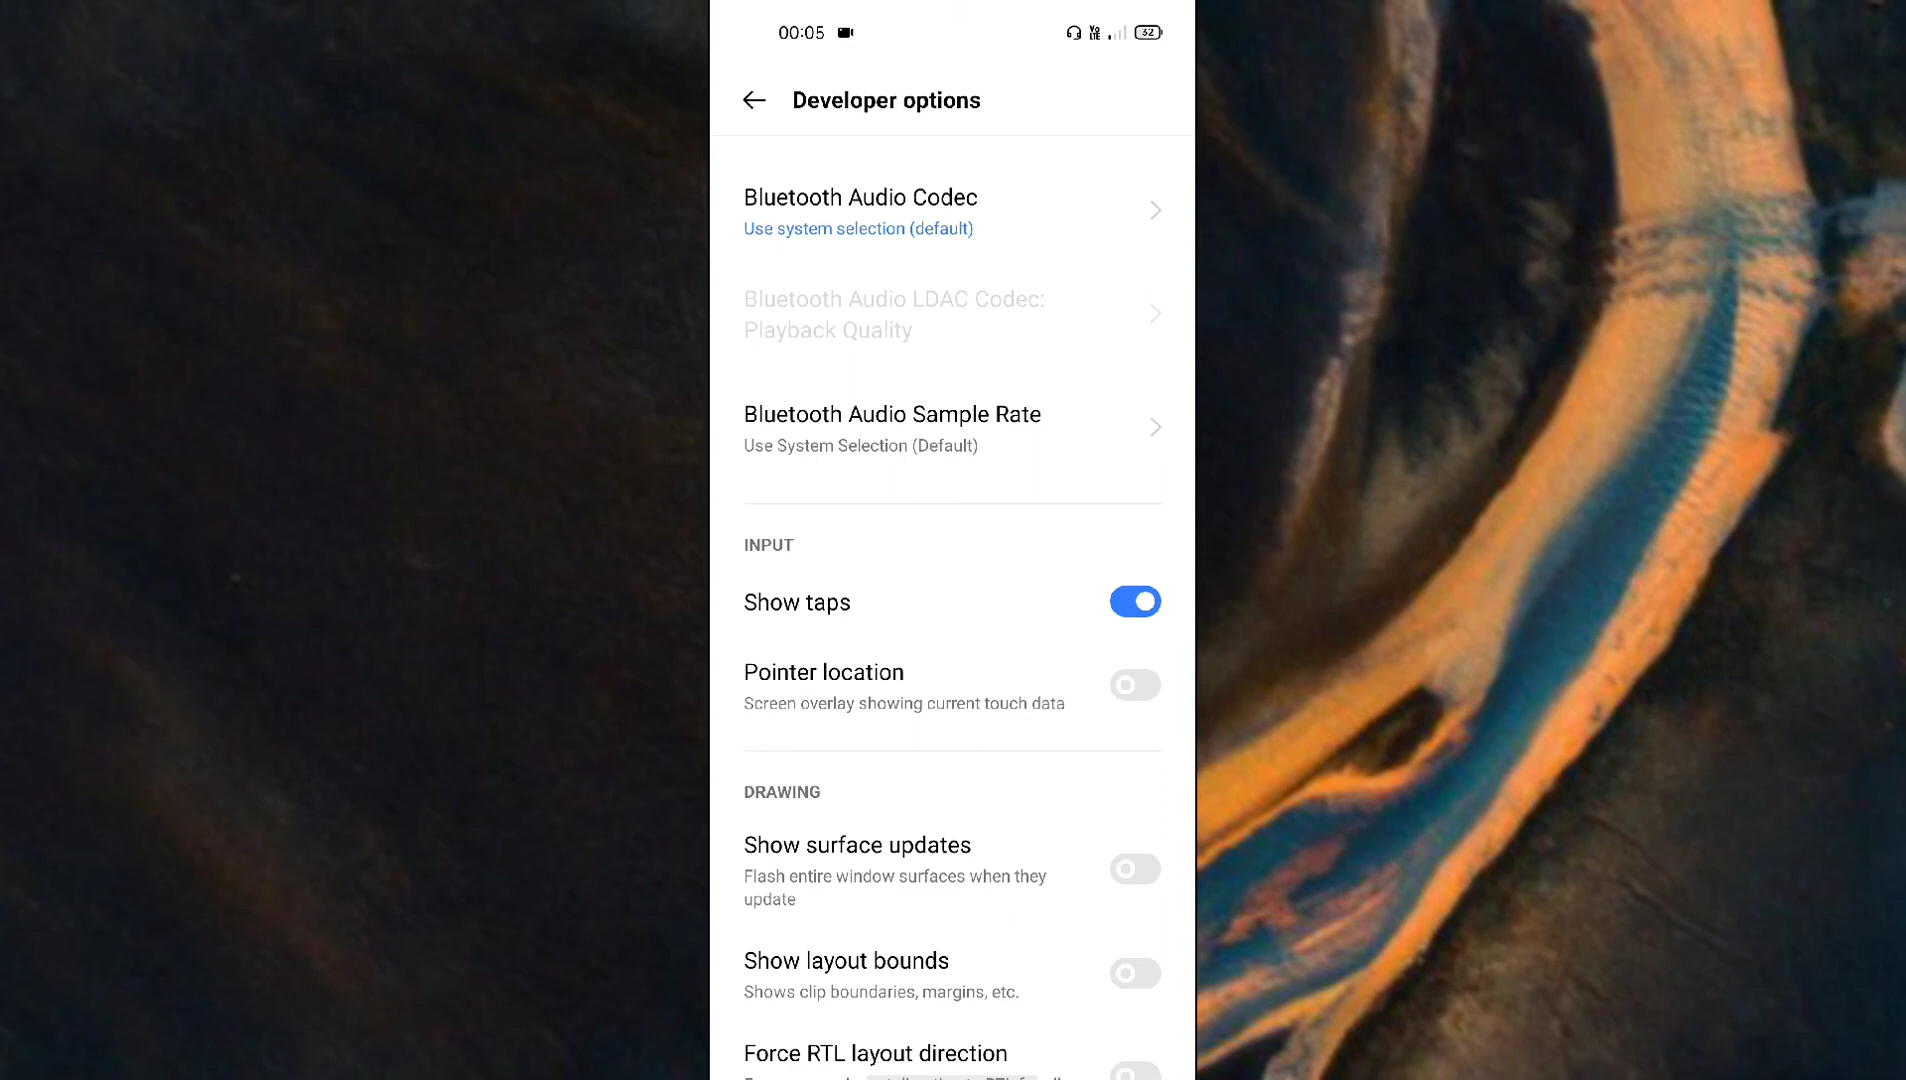 00:05
Vo
LTE
32
Developer options
Bluetooth Audio Codec
Use system selection (default)
Bluetooth Audio LDAC Codec:
Playback Quality
Bluetooth Audio Sample Rate
Use System Selection (Default)
INPUT
Show taps
Pointer location
Screen overlay showing current touch data
DRAWING
Show surface updates
Flash entire window surfaces when they
update
Show layout bounds
Shows clip boundaries, margins, etc.
Force RTL layout direction